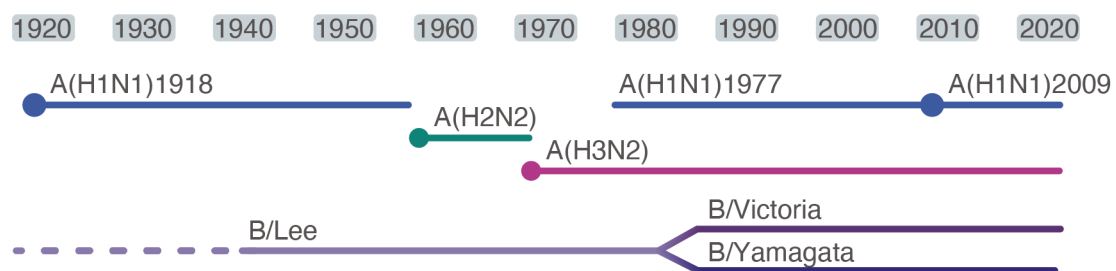 1920 1930 1940 1950 1960 1970 1980 1990 2000 2010 2020
A(H1N1)1918 A(H1N1)1977 A(H1N1)2009
A(H2N2)
A(H3N2)
B/Victoria
B/Lee
B/Yamagata